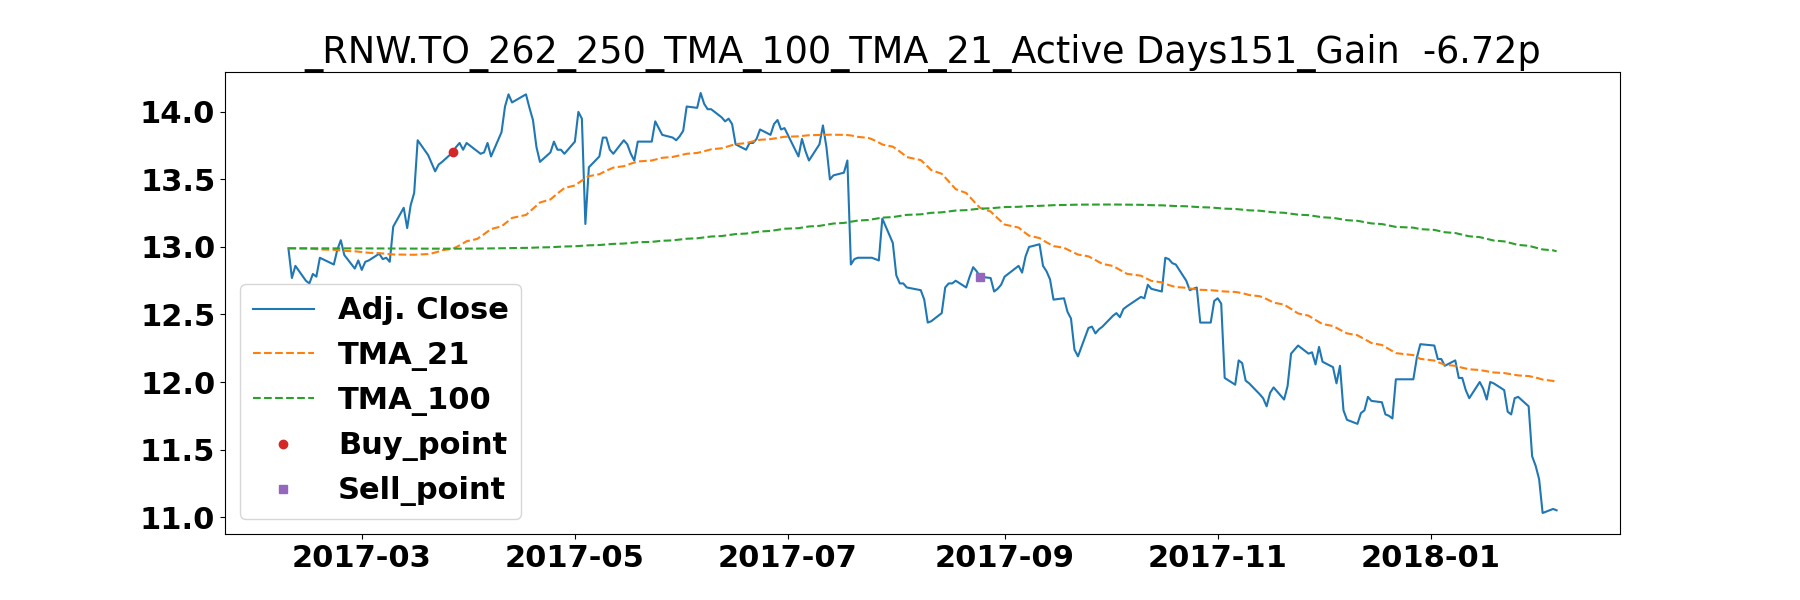 _RNW.TO_262_250_TMA_100_TMA_21_Active Days151_Gain  -6.72p
14.0
13.5
13.0
12.5
12.0
11.5
11.0
Adj. Close
TMA_21
TMA_100
Buy_point
Sell_point
2017-03 2017-05 2017-07 2017-09 2017-11 2018-01